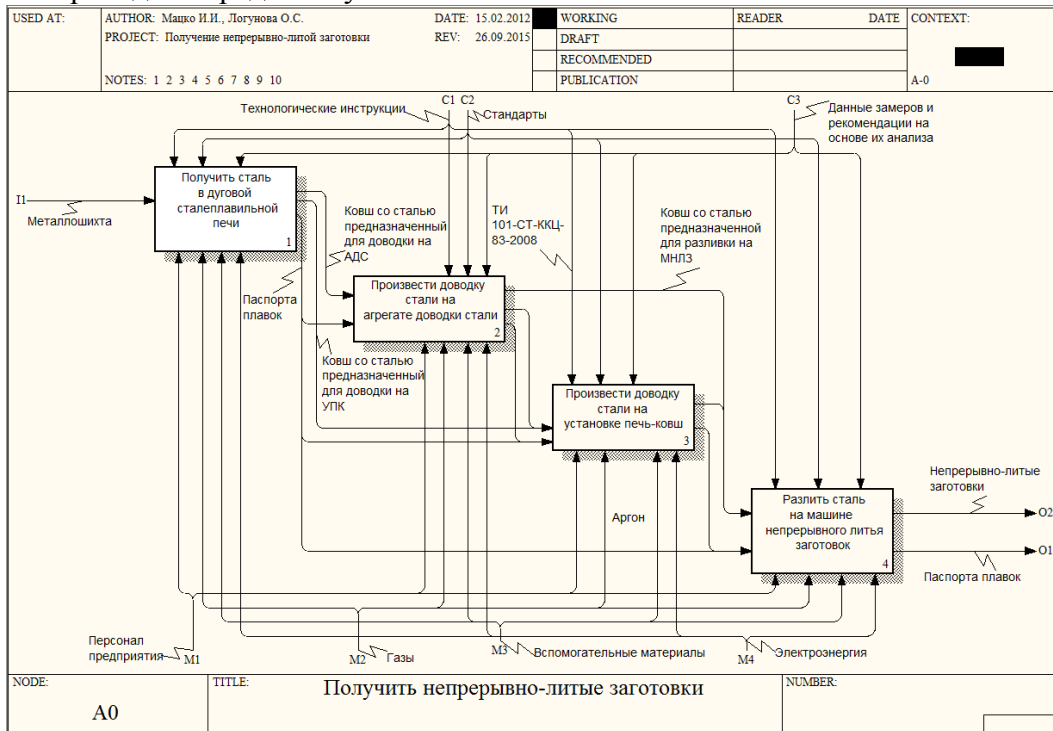 USED AT:
AUTHOR: Мацко И.И., Логунова О.С.
DATE: 15.02.2012
WORKING
READER
DATE
CONTEXT:
PROJECT: Получение непрерывно-литой заготовки
REV: 26.09.2015
DRAFT
RECOMMENDED
NOTES: 1 2 3 4 5 6 7 8 9 10
PUBLICATION
A-0
Технологические инструкции
C1
C2
Стандарты
C3
Данные замеров и
рекомендации на
основе их анализа
I1
Металлошихта
Получить сталь
в дуговой
сталеплавильной
печи
1
Ковш со сталью
предназначенный
для доводки на
АДС
ТИ
101-СТ-ККЦ-
83-2008
Ковш со сталью
предназначенной
для разливки на
МНЛЗ
Паспорта
плавок
Произвести доводку
стали на
агрегате доводки стали
2
Ковш со сталью
предназначенный
для доводки на
УПК
Произвести доводку
стали на
установке печь-ковш
3
Аргон
Разлить сталь
на машине
непрерывного литья
заготовок
4
Непрерывно-литые
заготовки
O2
O1
Паспорта плавок
Персонал
предприятия
M1
M2
Газы
M3
Вспомогательные материалы
M4
Электроэнергия
NODE:
TITLE:
NUMBER:
A0
Получить непрерывно-литые заготовки